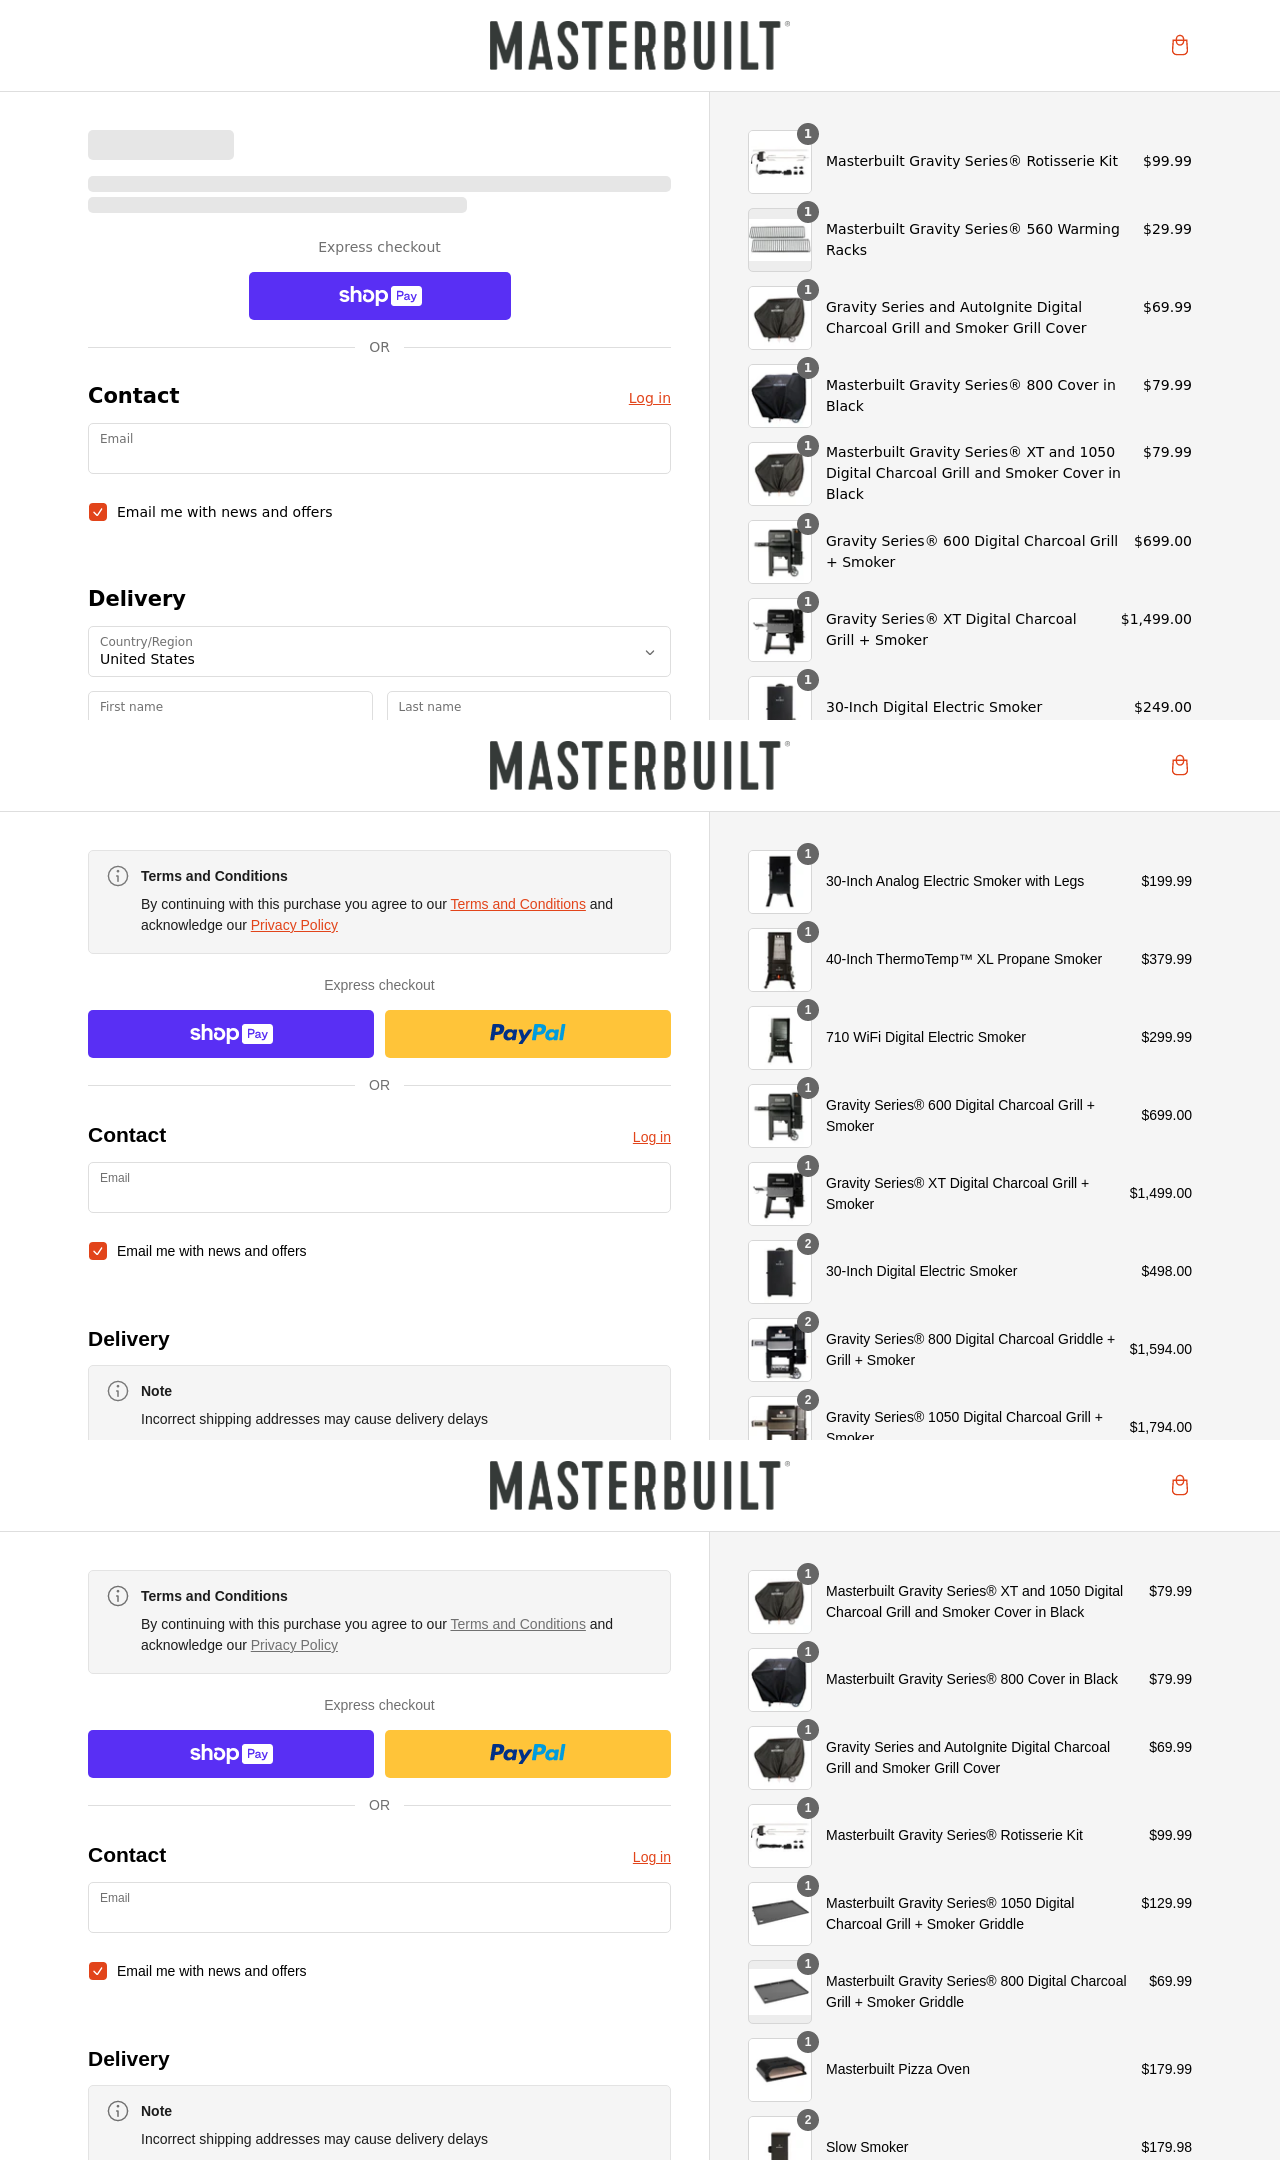 MASTERBUILT®
Express checkout
shop Pay
OR
Contact
Log in
Email
Email me with news and offers
Delivery
Country/Region
United States
First name
Last name
1
Masterbuilt Gravity Series® Rotisserie Kit
$99.99
1
Masterbuilt Gravity Series® 560 Warming
Racks
$29.99
1
Gravity Series and AutoIgnite Digital
Charcoal Grill and Smoker Grill Cover
$69.99
1
Masterbuilt Gravity Series® 800 Cover in
Black
$79.99
1
Masterbuilt Gravity Series® XT and 1050
Digital Charcoal Grill and Smoker Cover in
Black
$79.99
1
Gravity Series® 600 Digital Charcoal Grill
+ Smoker
$699.00
1
Gravity Series® XT Digital Charcoal
Grill + Smoker
$1,499.00
1
30-Inch Digital Electric Smoker
$249.00
MASTERBUILT®
Terms and Conditions
By continuing with this purchase you agree to our Terms and Conditions and
acknowledge our Privacy Policy
Express checkout
shop Pay
PayPal
OR
Contact
Log in
Email
Email me with news and offers
Delivery
Note
Incorrect shipping addresses may cause delivery delays
1
30-Inch Analog Electric Smoker with Legs
$199.99
1
40-Inch ThermoTemp™ XL Propane Smoker
$379.99
1
710 WiFi Digital Electric Smoker
$299.99
1
Gravity Series® 600 Digital Charcoal Grill +
Smoker
$699.00
1
Gravity Series® XT Digital Charcoal Grill +
Smoker
$1,499.00
2
30-Inch Digital Electric Smoker
$498.00
2
Gravity Series® 800 Digital Charcoal Griddle +
Grill + Smoker
$1,594.00
2
Gravity Series® 1050 Digital Charcoal Grill +
Smoker
$1,794.00
MASTERBUILT®
Terms and Conditions
By continuing with this purchase you agree to our Terms and Conditions and
acknowledge our Privacy Policy
Express checkout
shop Pay
PayPal
OR
Contact
Log in
Email
Email me with news and offers
Delivery
Note
Incorrect shipping addresses may cause delivery delays
1
Masterbuilt Gravity Series® XT and 1050 Digital
Charcoal Grill and Smoker Cover in Black
$79.99
1
Masterbuilt Gravity Series® 800 Cover in Black
$79.99
1
Gravity Series and AutoIgnite Digital Charcoal
Grill and Smoker Grill Cover
$69.99
1
Masterbuilt Gravity Series® Rotisserie Kit
$99.99
1
Masterbuilt Gravity Series® 1050 Digital
Charcoal Grill + Smoker Griddle
$129.99
1
Masterbuilt Gravity Series® 800 Digital Charcoal
Grill + Smoker Griddle
$69.99
1
Masterbuilt Pizza Oven
$179.99
2
Slow Smoker
$179.98